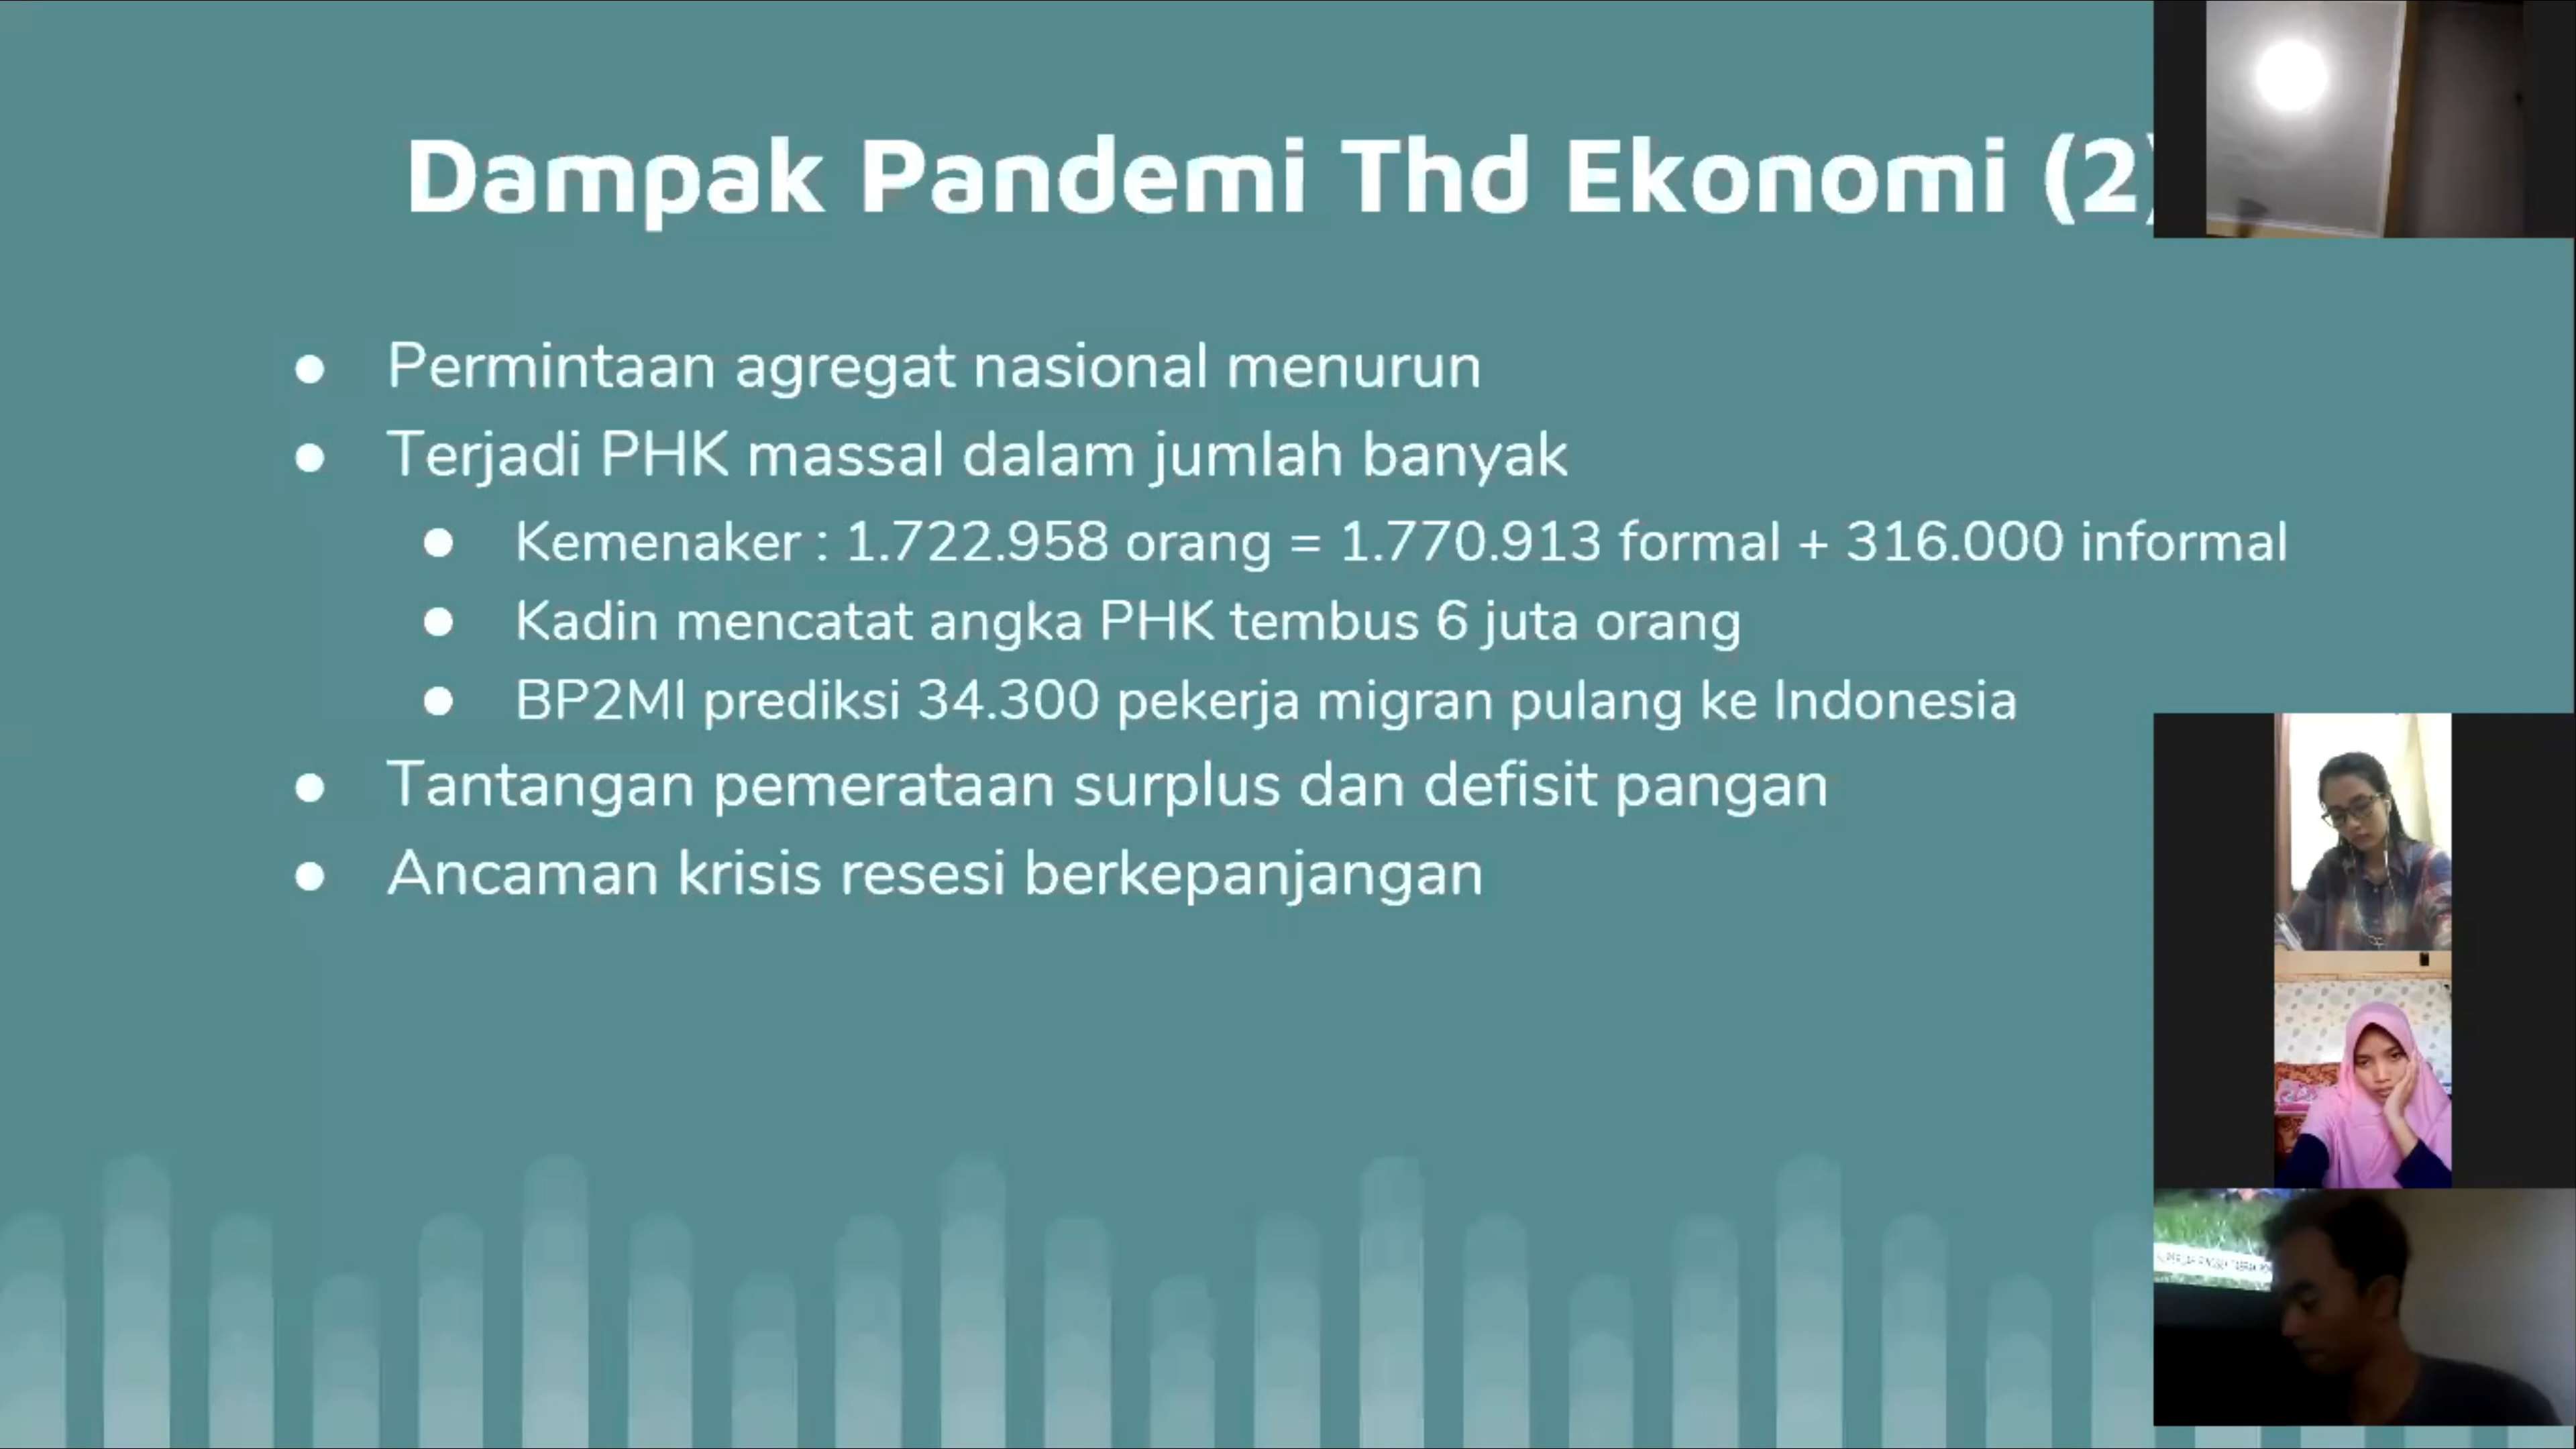 Dampak Pandemi Thd Ekonomi (2)
● Permintaan agregat nasional menurun
● Terjadi PHK massal dalam jumlah banyak
● Kemenaker : 1.722.958 orang = 1.770.913 formal + 316.000 informal
● Kadin mencatat angka PHK tembus 6 juta orang
● BP2MI prediksi 34.300 pekerja migran pulang ke Indonesia
● Tantangan pemerataan surplus dan defisit pangan
● Ancaman krisis resesi berkepanjangan